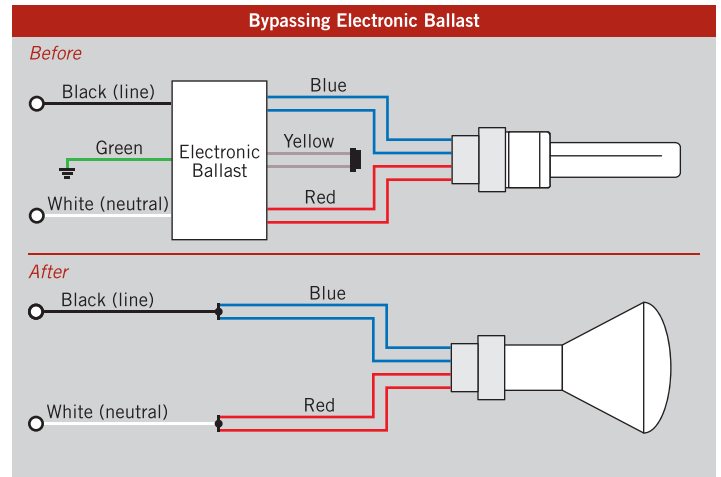 Bypassing Electronic Ballast
Before
Black (line)
Blue
Green
Electronic
Ballast
Yellow
White (neutral)
Red
After
Black (line)
Blue
White (neutral)
Red